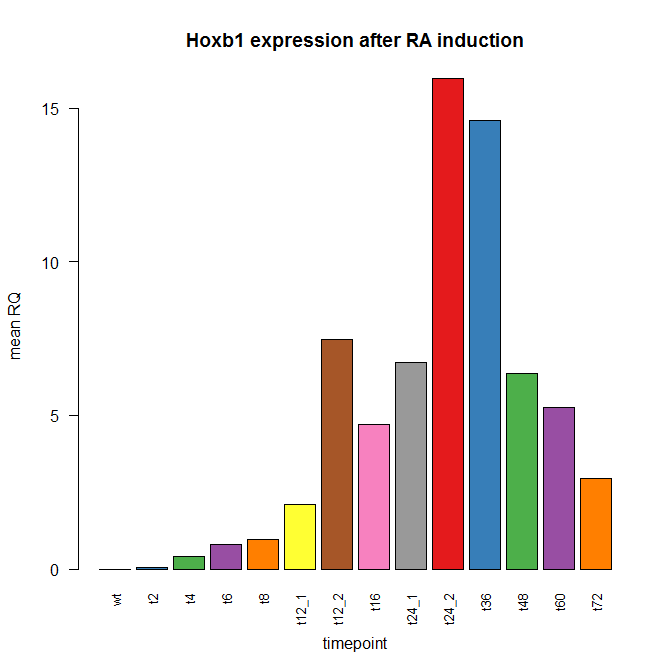 Hoxb1 expression after RA induction
mean RQ
15
10
5
0
wt
t2
t4
t6
t8
t12_1
t12_2
t16
t24_1
t24_2
t36
t48
t60
t72
timepoint